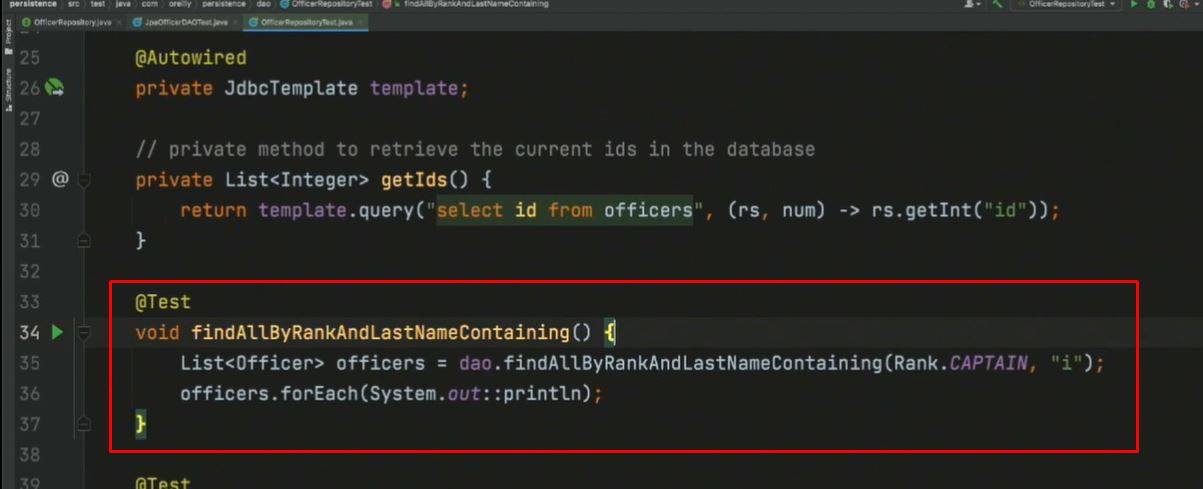 persistence > src > test > java > com > oreilly > persistence > dao > OfficerRepositoryTest > findAllByRankAndLastNameContaining OfficerRepositoryTest
OfficerRepository.java JpaOfficerDAOTest.java OfficerRepositoryTest.java
Project
Structure
25 @Autowired
26 private JdbcTemplate template;
27
28 // private method to retrieve the current ids in the database
29 @ private List<Integer> getIds() {
30 return template.query("select id from officers", (rs, num) -> rs.getInt("id"));
31 }
32
33 @Test
34 void findAllByRankAndLastNameContaining() {
35 List<Officer> officers = dao.findAllByRankAndLastNameContaining(Rank.CAPTAIN, "i");
36 officers.forEach(System.out::println);
37 }
38
39 @Test